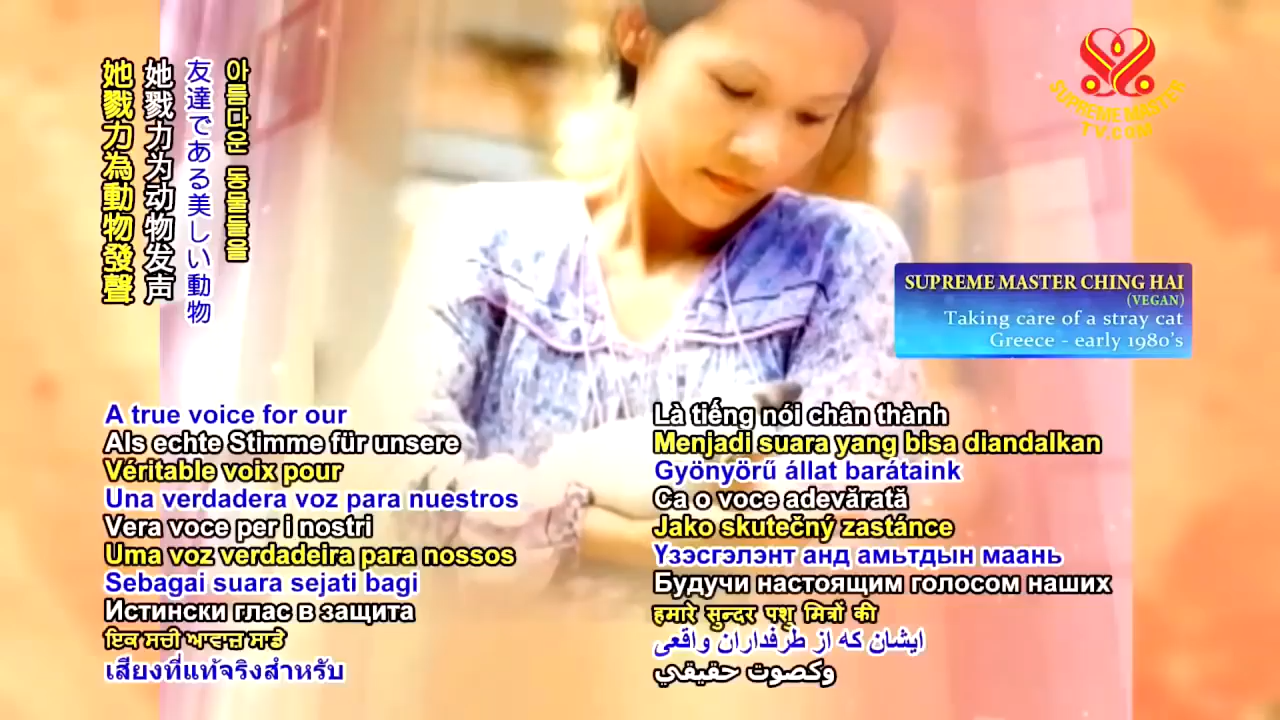 她戮力為動物發聲
她戮力为动物发声
友達である美しい動物
아름다운 동물들을
SUPREME MASTER
TV.COM
SUPREME MASTER CHING HAI
(VEGAN)
Taking care of a stray cat
Greece - early 1980's
A true voice for our
Als echte Stimme für unsere
Véritable voix pour
Una verdadera voz para nuestros
Vera voce per i nostri
Uma voz verdadeira para nossos
Sebagai suara sejati bagi
Истински глас в защита
ਇਕ ਸਚੀ ਆਵਾਜ਼ ਸਾਡੇ
เสียงที่แท้จริงสำหรับ
Là tiếng nói chân thành
Menjadi suara yang bisa diandalkan
Gyönyörű állat barátaink
Ca o voce adevărată
Jako skutečný zastánce
Үзэсгэлэнт анд амьтдын маань
Будучи настоящим голосом наших
हमारे सुन्दर पशु मित्रों की
ایشان که از طرفداران واقعی
وكصوت حقيقي